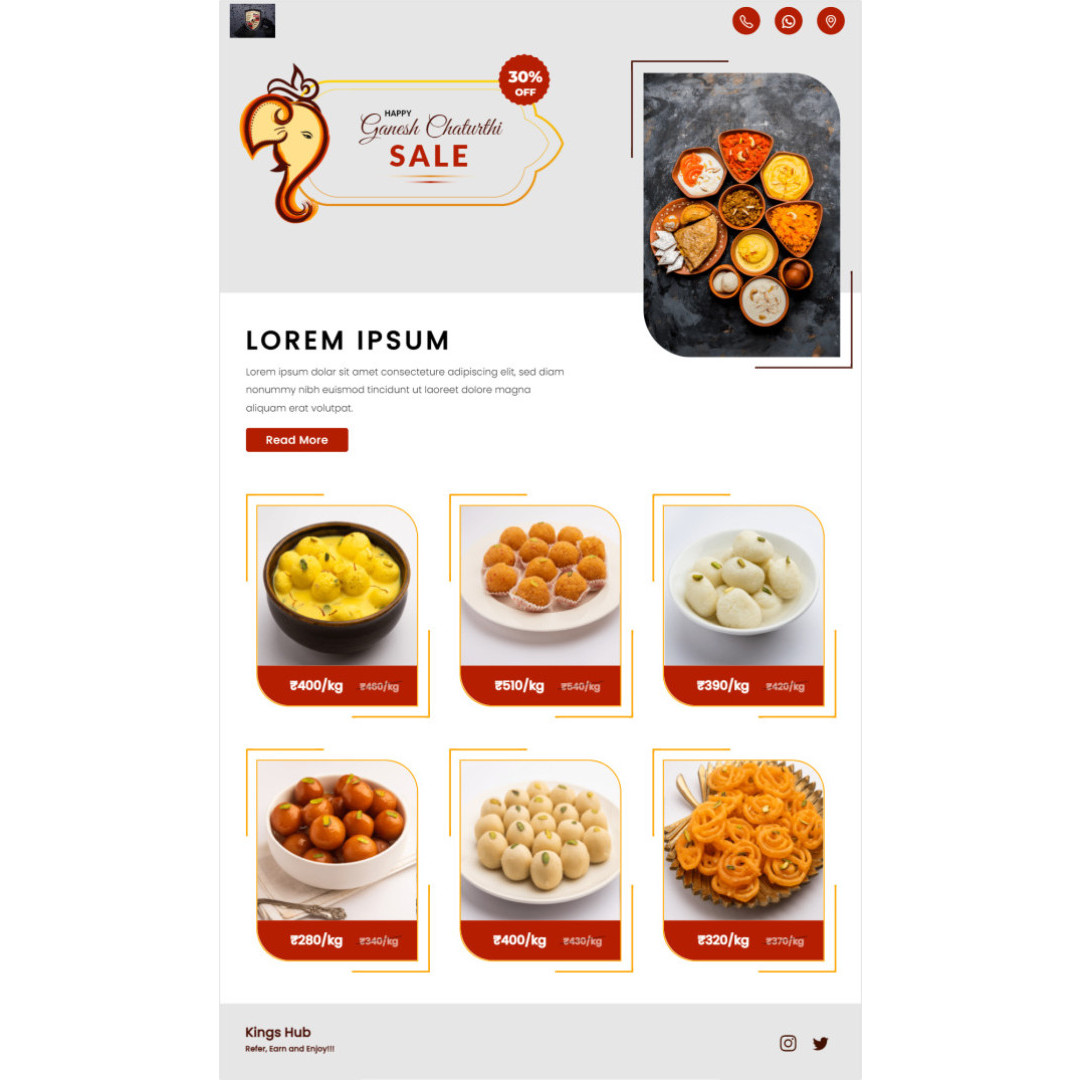 30%
OFF
HAPPY
Ganesh Chaturthi
SALE
LOREM IPSUM
Lorem ipsum dolar sit amet consecteture adipiscing elit, sed diam
nonummy nibh euismod tincidunt ut laoreet dolore magna
aliquam erat volutpat.
Read More
₹400/kg ₹460/kg
₹510/kg ₹540/kg
₹390/kg ₹420/kg
₹280/kg ₹340/kg
₹400/kg ₹430/kg
₹320/kg ₹370/kg
Kings Hub
Refer, Earn and Enjoy!!!